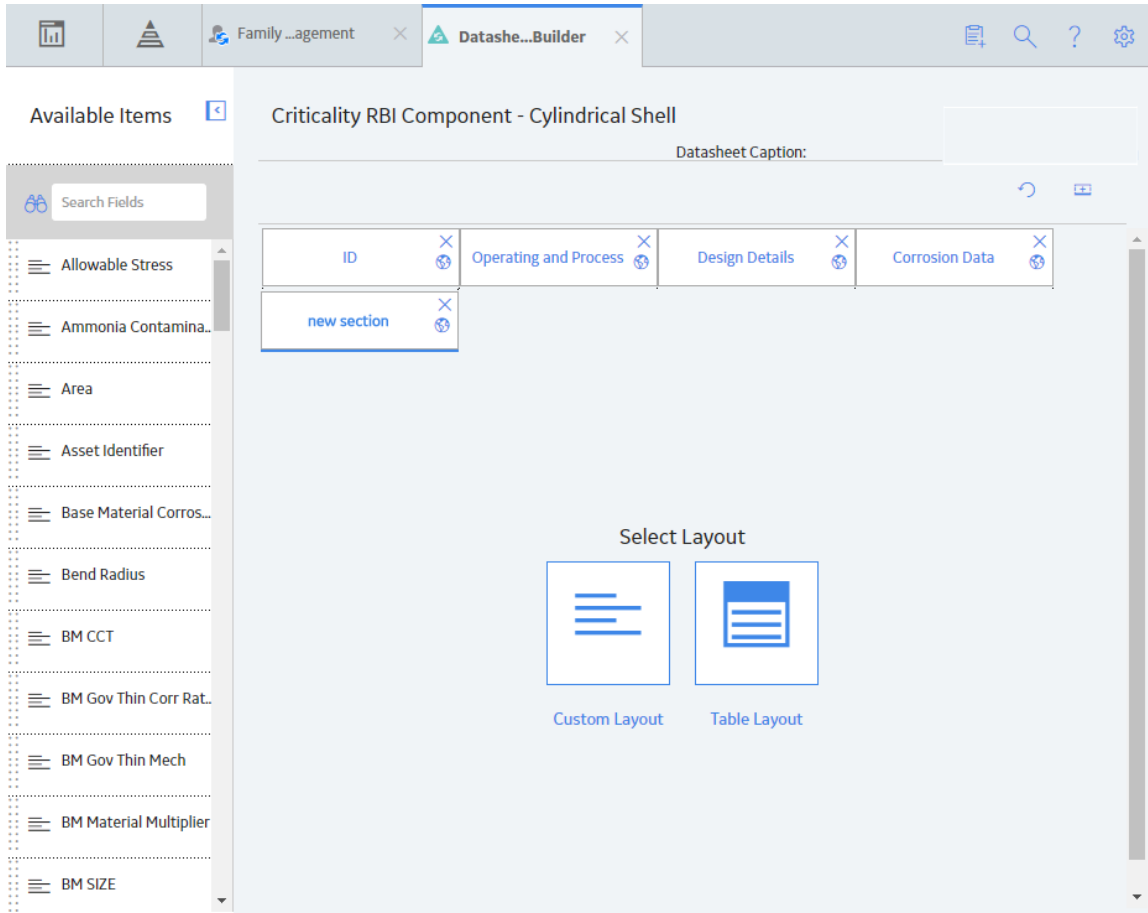 Family ...agement
Datashe...Builder
Available Items
Criticality RBI Component - Cylindrical Shell
Datasheet Caption:
Search Fields
ID
Operating and Process
Design Details
Corrosion Data
new section
Allowable Stress
Ammonia Contamina..
Area
Asset Identifier
Base Material Corros...
Bend Radius
BM CCT
BM Gov Thin Corr Rat..
BM Gov Thin Mech
BM Material Multiplier
BM SIZE
Select Layout
Custom Layout
Table Layout